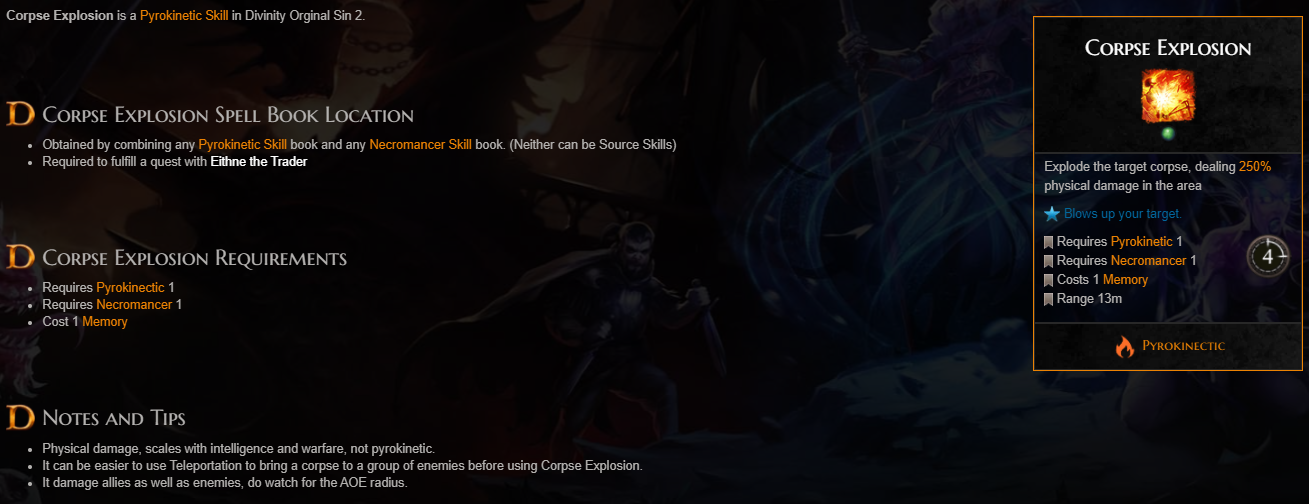 Corpse Explosion is a Pyrokinetic Skill in Divinity Orginal Sin 2.
Corpse Explosion Spell Book Location
Obtained by combining any Pyrokinetic Skill book and any Necromancer Skill book. (Neither can be Source Skills)
Required to fulfill a quest with Eithne the Trader
Corpse Explosion Requirements
Requires Pyrokinectic 1
Requires Necromancer 1
Cost 1 Memory
Notes and Tips
Physical damage, scales with intelligence and warfare, not pyrokinetic.
It can be easier to use Teleportation to bring a corpse to a group of enemies before using Corpse Explosion.
It damage allies as well as enemies, do watch for the AOE radius.
Corpse Explosion
Explode the target corpse, dealing 250%
physical damage in the area
Blows up your target.
Requires Pyrokinectic 1
Requires Necromancer 1
Costs 1 Memory
Range 13m
4
Pyrokinectic